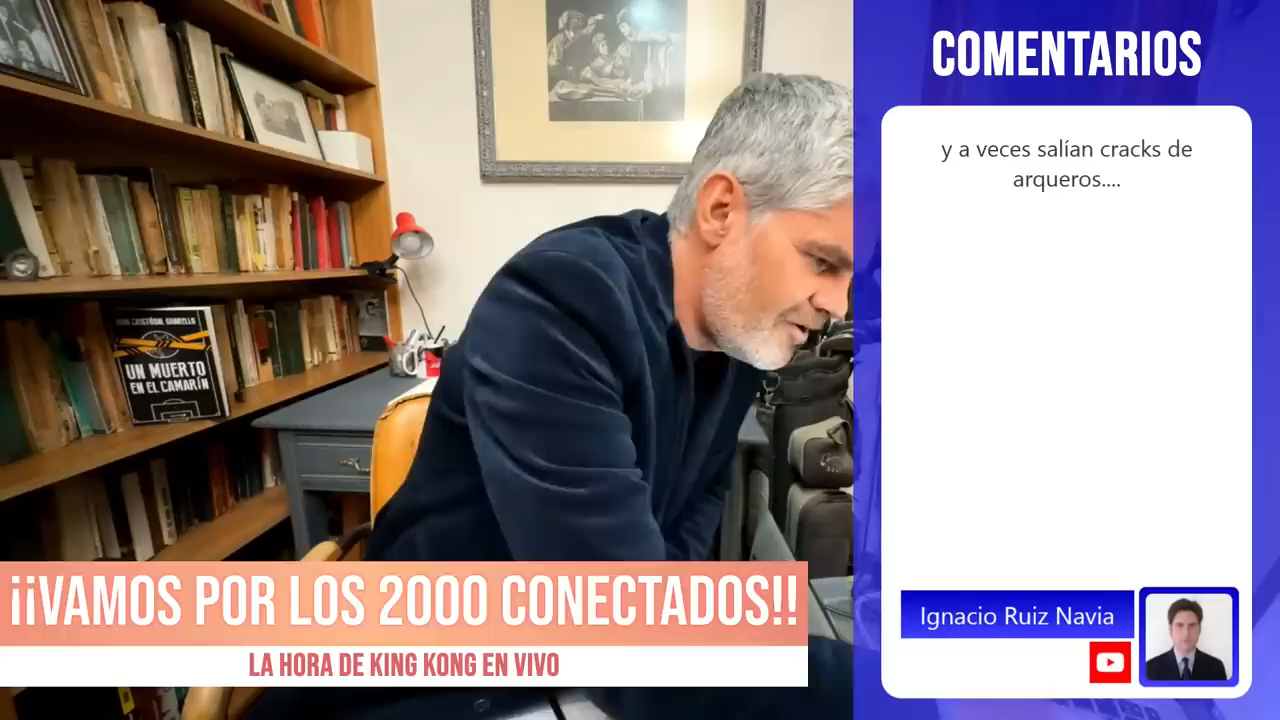 COMENTARIOS
y a veces salían cracks de
arqueros....
Ignacio Ruiz Navia
UN MUERTO
EN EL CAMARÍN
¡¡VAMOS POR LOS 2000 CONECTADOS!!
LA HORA DE KING KONG EN VIVO